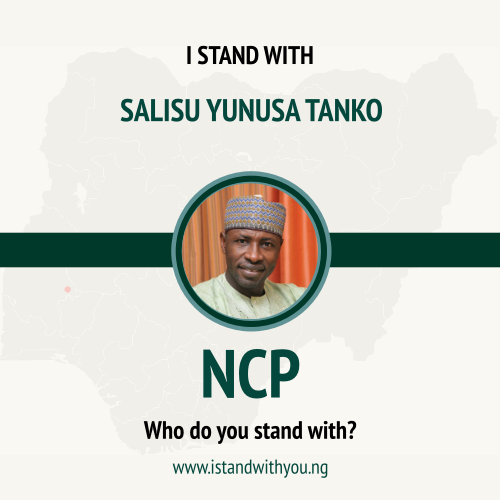 I STAND WITH
SALISU YUNUSA TANKO
NCP
Who do you stand with?
www.istandwithyou.ng